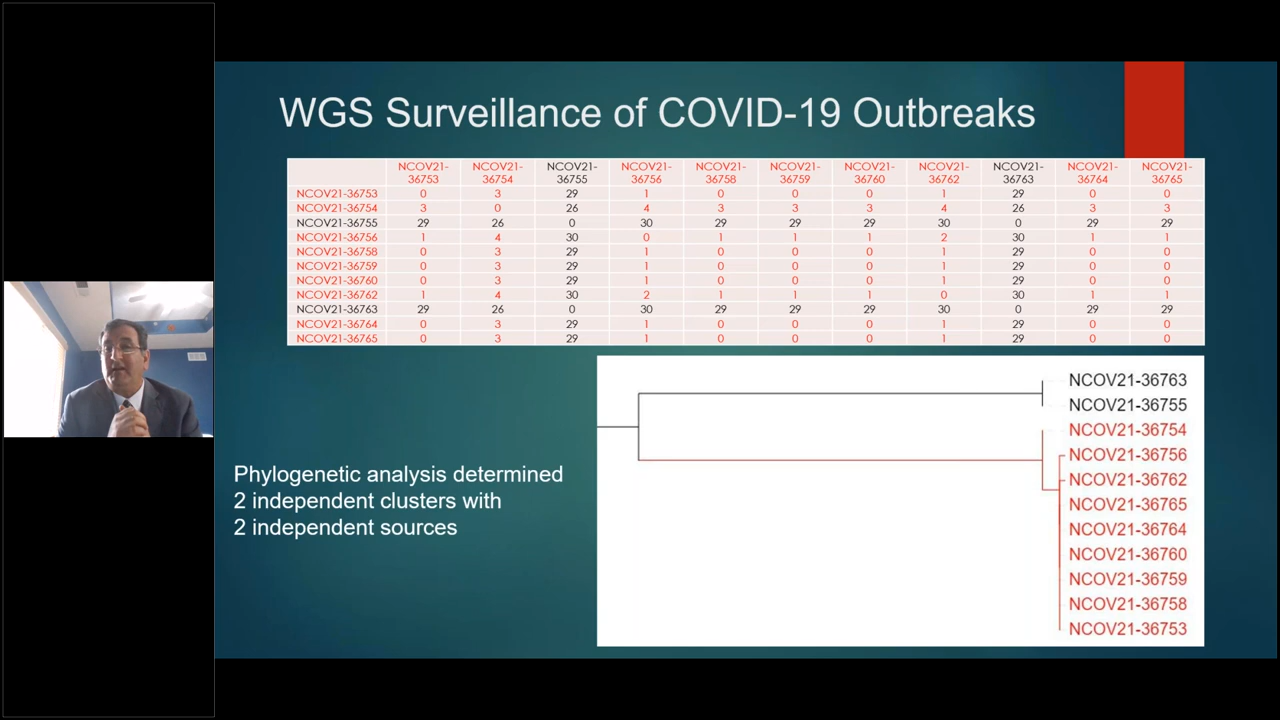 WGS Surveillance of COVID-19 Outbreaks
NCOV21- NCOV21- NCOV21- NCOV21- NCOV21- NCOV21- NCOV21- NCOV21- NCOV21- NCOV21- NCOV21-
36753 36754 36755 36756 36758 36759 36760 36762 36763 36764 36765
NCOV21-36753 0 3 29 1 0 0 0 1 29 0 0
NCOV21-36754 3 0 26 4 3 3 3 4 26 3 3
NCOV21-36755 29 26 0 30 29 29 29 30 0 29 29
NCOV21-36756 1 4 30 0 1 1 1 2 30 1 1
NCOV21-36758 0 3 29 1 0 0 0 1 29 0 0
NCOV21-36759 0 3 29 1 0 0 0 1 29 0 0
NCOV21-36760 0 3 29 1 0 0 0 1 29 0 0
NCOV21-36762 1 4 30 2 1 1 1 0 30 1 1
NCOV21-36763 29 26 0 30 29 29 29 30 0 29 29
NCOV21-36764 0 3 29 1 0 0 0 1 29 0 0
NCOV21-36765 0 3 29 1 0 0 0 1 29 0 0
Phylogenetic analysis determined
2 independent clusters with
2 independent sources
NCOV21-36763
NCOV21-36755
NCOV21-36754
NCOV21-36756
NCOV21-36762
NCOV21-36765
NCOV21-36764
NCOV21-36760
NCOV21-36759
NCOV21-36758
NCOV21-36753